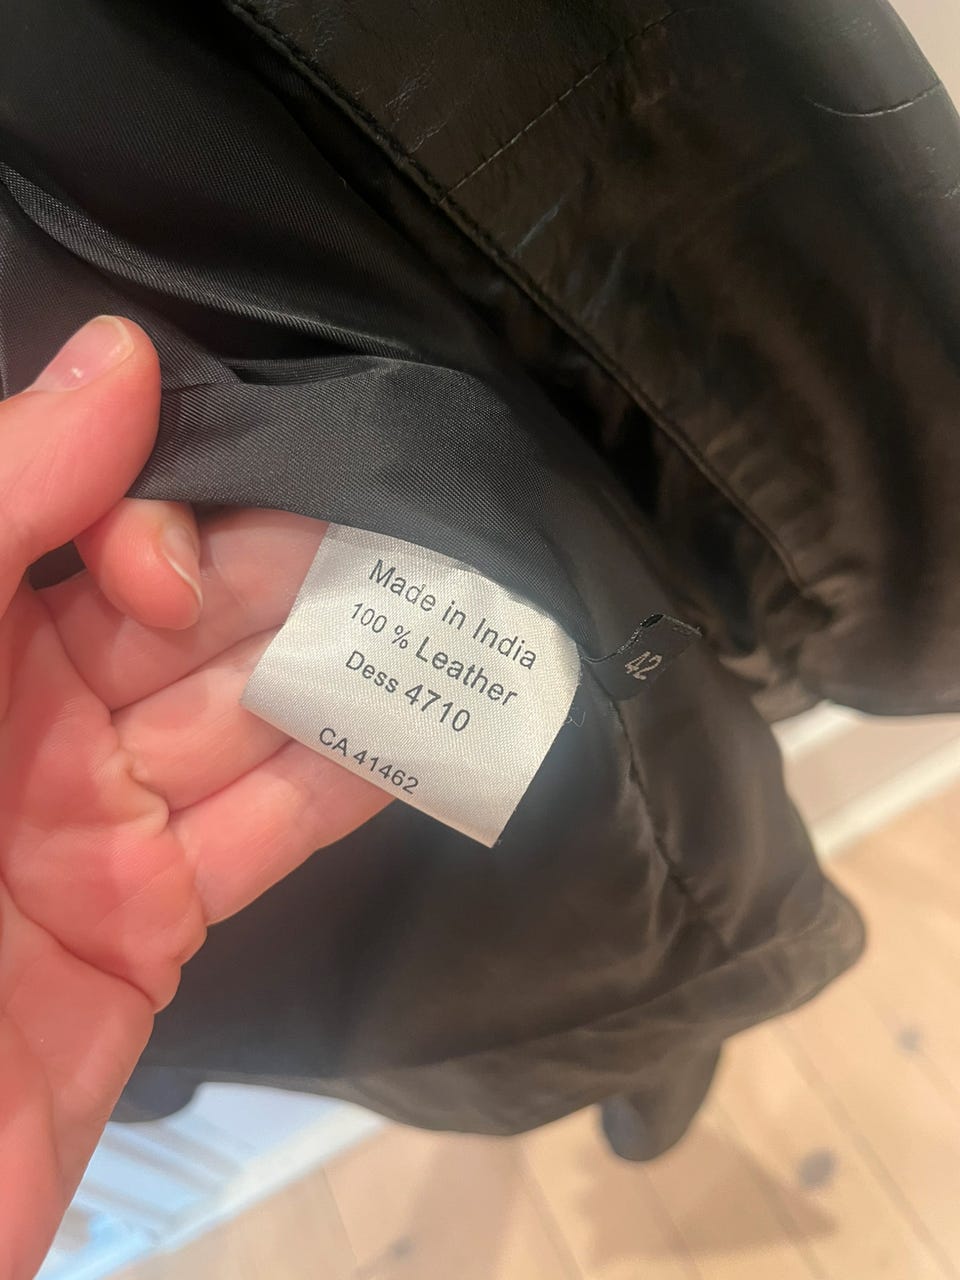 Made in India
100 % Leather
Dess 4710
CA 41462
42